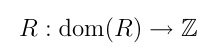 R : dom(R) → ℤ